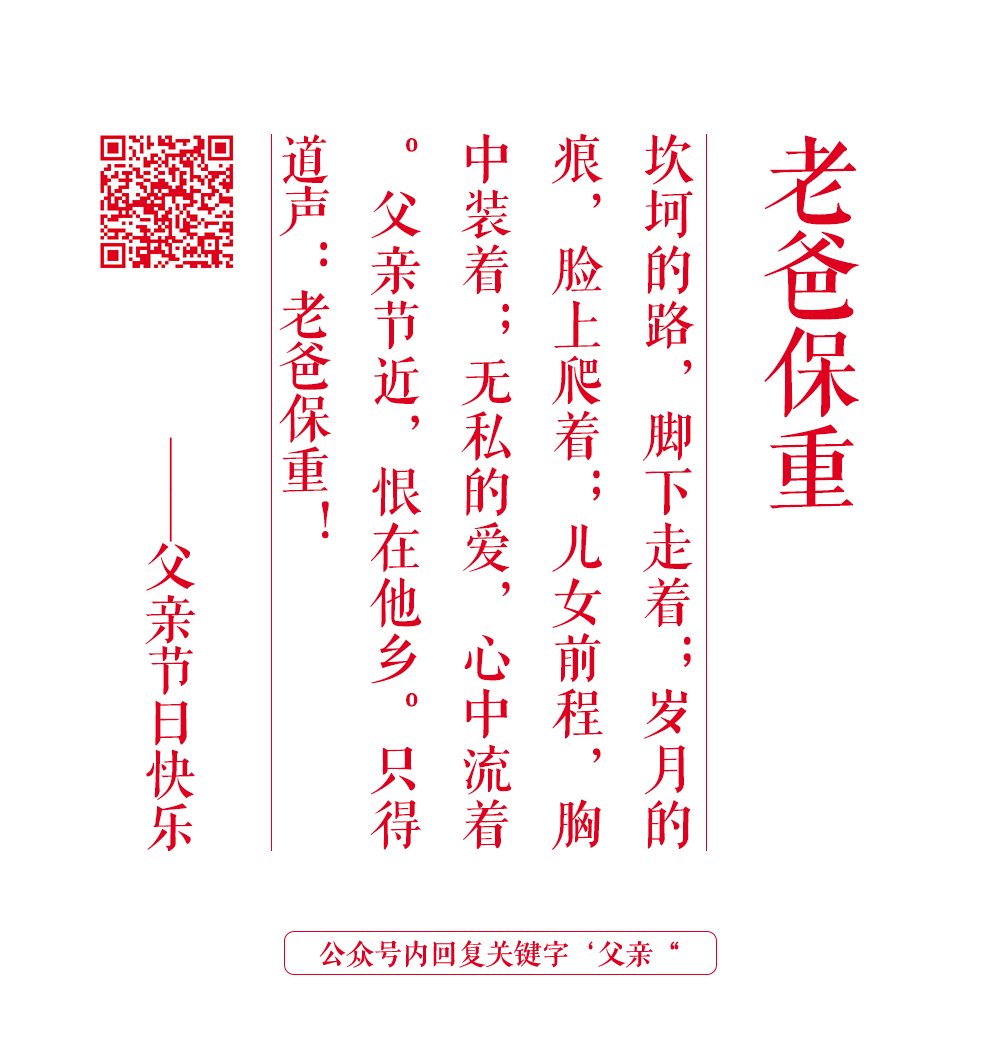 老爸保重
坎坷的路，脚下走着；岁月的
痕，脸上爬着；儿女前程，胸
中装着；无私的爱，心中流着
。父亲节近，恨在他乡。只得
道声：老爸保重！
——父亲节日快乐
公众号内回复关键字‘父亲“